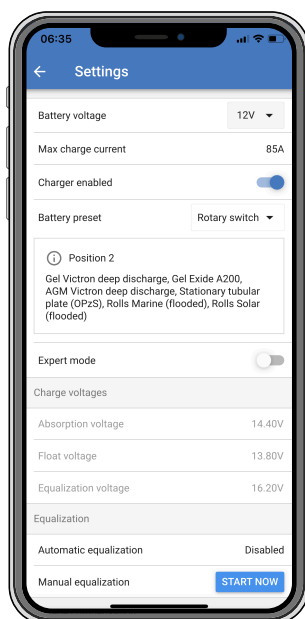 06:35
Settings
Battery voltage 12V
Max charge current 85A
Charger enabled
Battery preset Rotary switch
Position 2
Gel Victron deep discharge, Gel Exide A200,
AGM Victron deep discharge, Stationary tubular
plate (OPzS), Rolls Marine (flooded), Rolls Solar
(flooded)
Expert mode
Charge voltages
Absorption voltage 14.40V
Float voltage 13.80V
Equalization voltage 16.20V
Equalization
Automatic equalization Disabled
Manual equalization START NOW